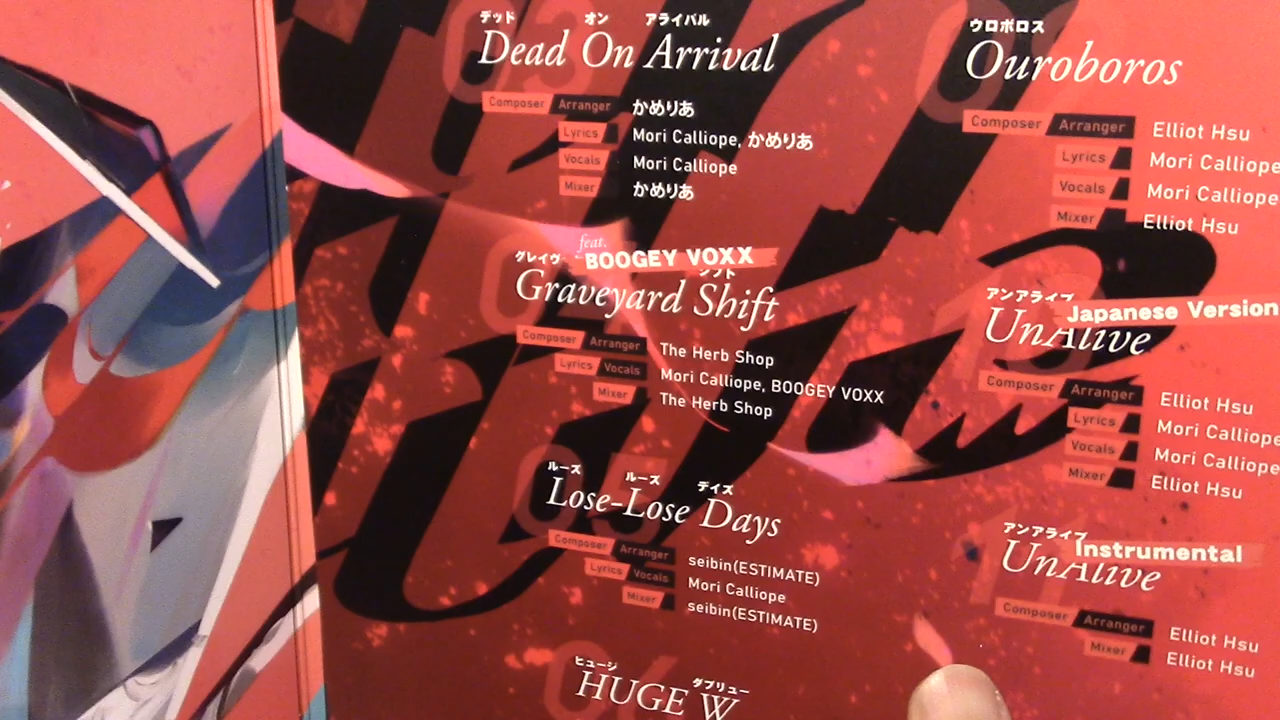 デッド オン アライバル
Dead On Arrival
Composer Arranger かめりあ
Lyrics Mori Calliope, かめりあ
Vocals Mori Calliope
Mixer かめりあ
feat.
BOOGEY VOXX
グレイヴ シフト
Graveyard Shift
Composer Arranger The Herb Shop
Lyrics Vocals Mori Calliope, BOOGEY VOXX
Mixer The Herb Shop
05
ルーズ ルーズ デイズ
Lose-Lose Days
Composer Arranger seibin(ESTIMATE)
Lyrics Vocals Mori Calliope
Mixer seibin(ESTIMATE)
ヒュージ ダブリュー
HUGE W
ウロボロス
Ouroboros
Composer Arranger Elliot Hsu
Lyrics Mori Calliope
Vocals Mori Calliope
Mixer Elliot Hsu
アンアライブ
Japanese Version
UnAlive
Composer Arranger Elliot Hsu
Lyrics Mori Calliope
Vocals Mori Calliope
Mixer Elliot Hsu
11
アンアライブ
Instrumental
UnAlive
Composer Arranger Elliot Hsu
Mixer Elliot Hsu